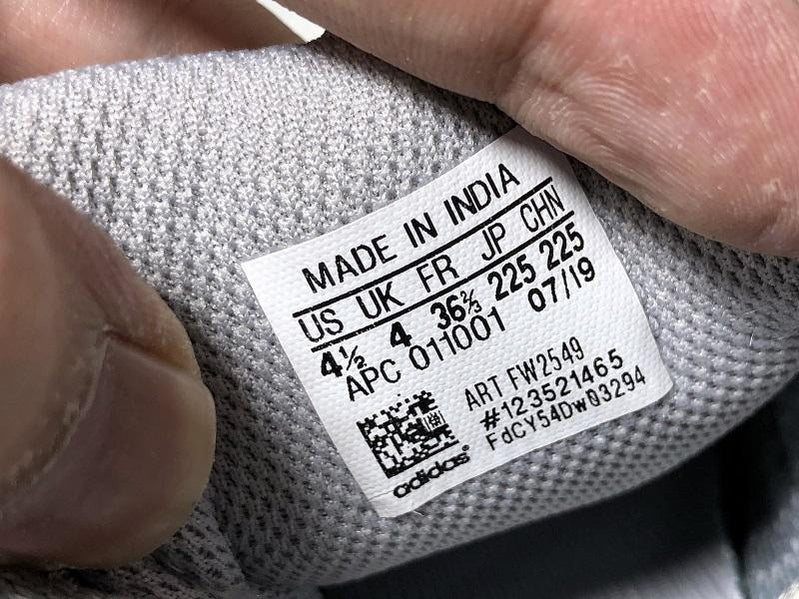 MADE IN INDIA
US UK FR JP CHN
4½ 4 36⅔ 225 225
APC 011001 07/19
ART FW2549
#123521465
FdCY54DwQ3294
adidas®